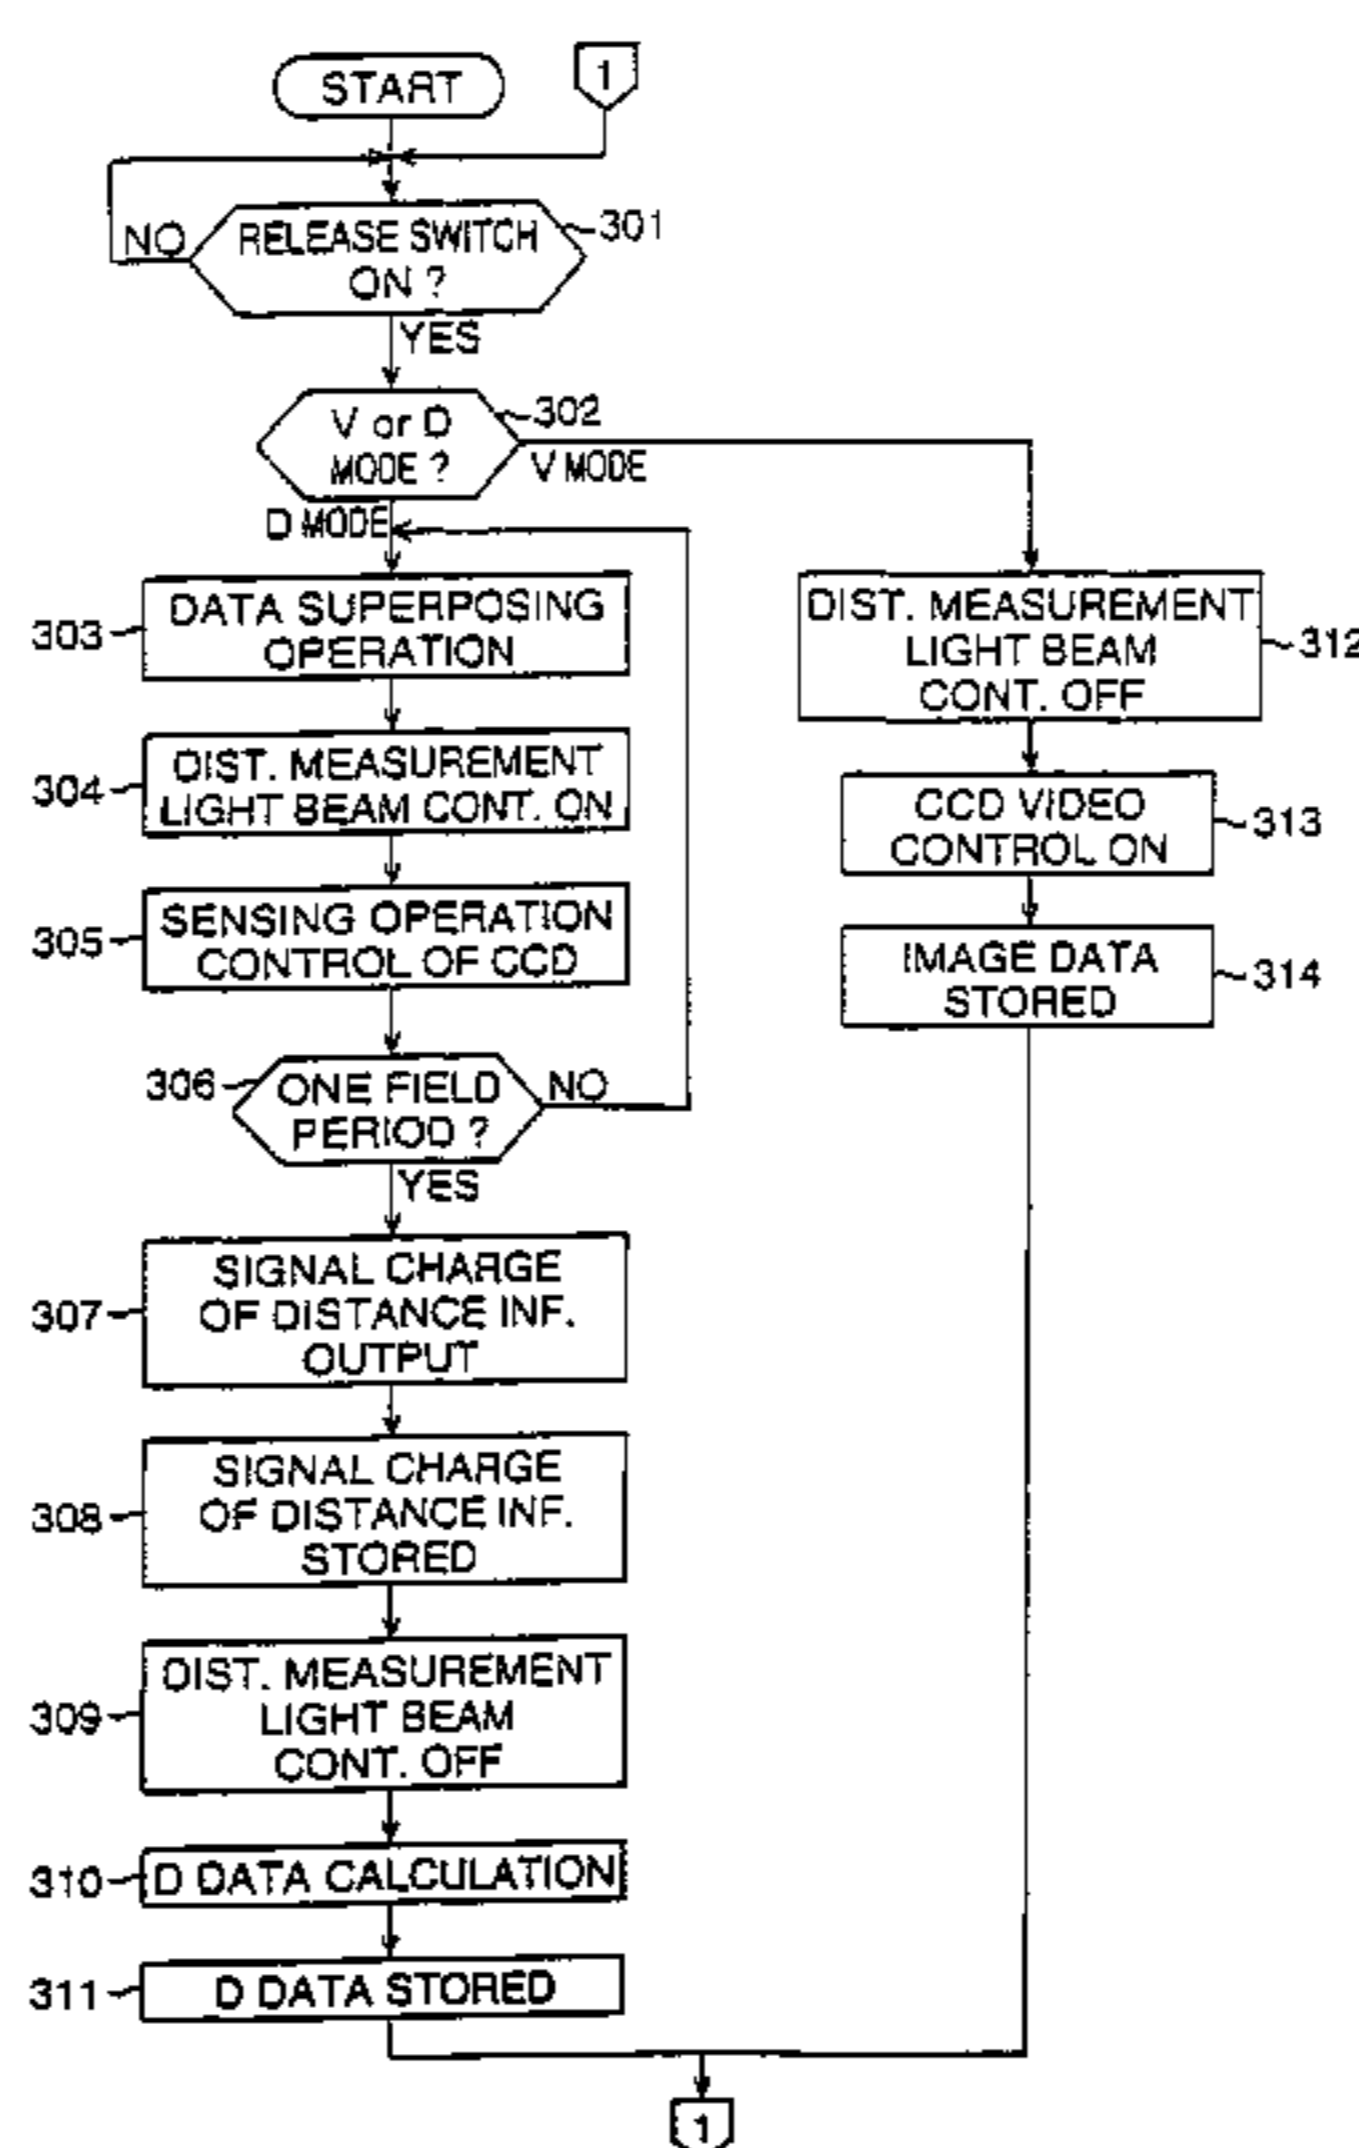 START
1
NO
RELEASE SWITCH
ON ?
301
YES
V or D
MODE ?
302
V MODE
D MODE
303
DATA SUPERPOSING
OPERATION
304
DIST. MEASUREMENT
LIGHT BEAM CONT. ON
305
SENSING OPERATION
CONTROL OF CCD
306
ONE FIELD
PERIOD ?
NO
YES
307
SIGNAL CHARGE
OF DISTANCE INF.
OUTPUT
308
SIGNAL CHARGE
OF DISTANCE INF.
STORED
309
DIST. MEASUREMENT
LIGHT BEAM
CONT. OFF
310
D DATA CALCULATION
311
D DATA STORED
DIST. MEASUREMENT
LIGHT BEAM
CONT. OFF
312
CCD VIDEO
CONTROL ON
313
IMAGE DATA
STORED
314
1